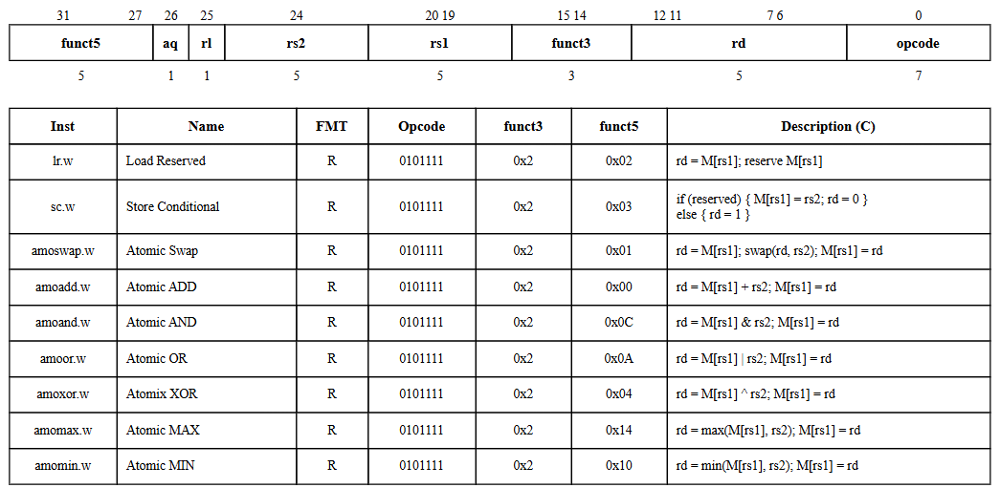 31 27 26 25 24 20 19 15 14 12 11 7 6 0
funct5 aq rl rs2 rs1 funct3 rd opcode
5 1 1 5 5 3 5 7
Inst Name FMT Opcode funct3 funct5 Description (C)
lr.w Load Reserved R 0101111 0x2 0x02 rd = M[rs1]; reserve M[rs1]
sc.w Store Conditional R 0101111 0x2 0x03 if (reserved) { M[rs1] = rs2; rd = 0 }
else { rd = 1 }
amoswap.w Atomic Swap R 0101111 0x2 0x01 rd = M[rs1]; swap(rd, rs2); M[rs1] = rd
amoadd.w Atomic ADD R 0101111 0x2 0x00 rd = M[rs1] + rs2; M[rs1] = rd
amoand.w Atomic AND R 0101111 0x2 0x0C rd = M[rs1] & rs2; M[rs1] = rd
amoor.w Atomic OR R 0101111 0x2 0x0A rd = M[rs1] | rs2; M[rs1] = rd
amoxor.w Atomix XOR R 0101111 0x2 0x04 rd = M[rs1] ^ rs2; M[rs1] = rd
amomax.w Atomic MAX R 0101111 0x2 0x14 rd = max(M[rs1], rs2); M[rs1] = rd
amomin.w Atomic MIN R 0101111 0x2 0x10 rd = min(M[rs1], rs2); M[rs1] = rd